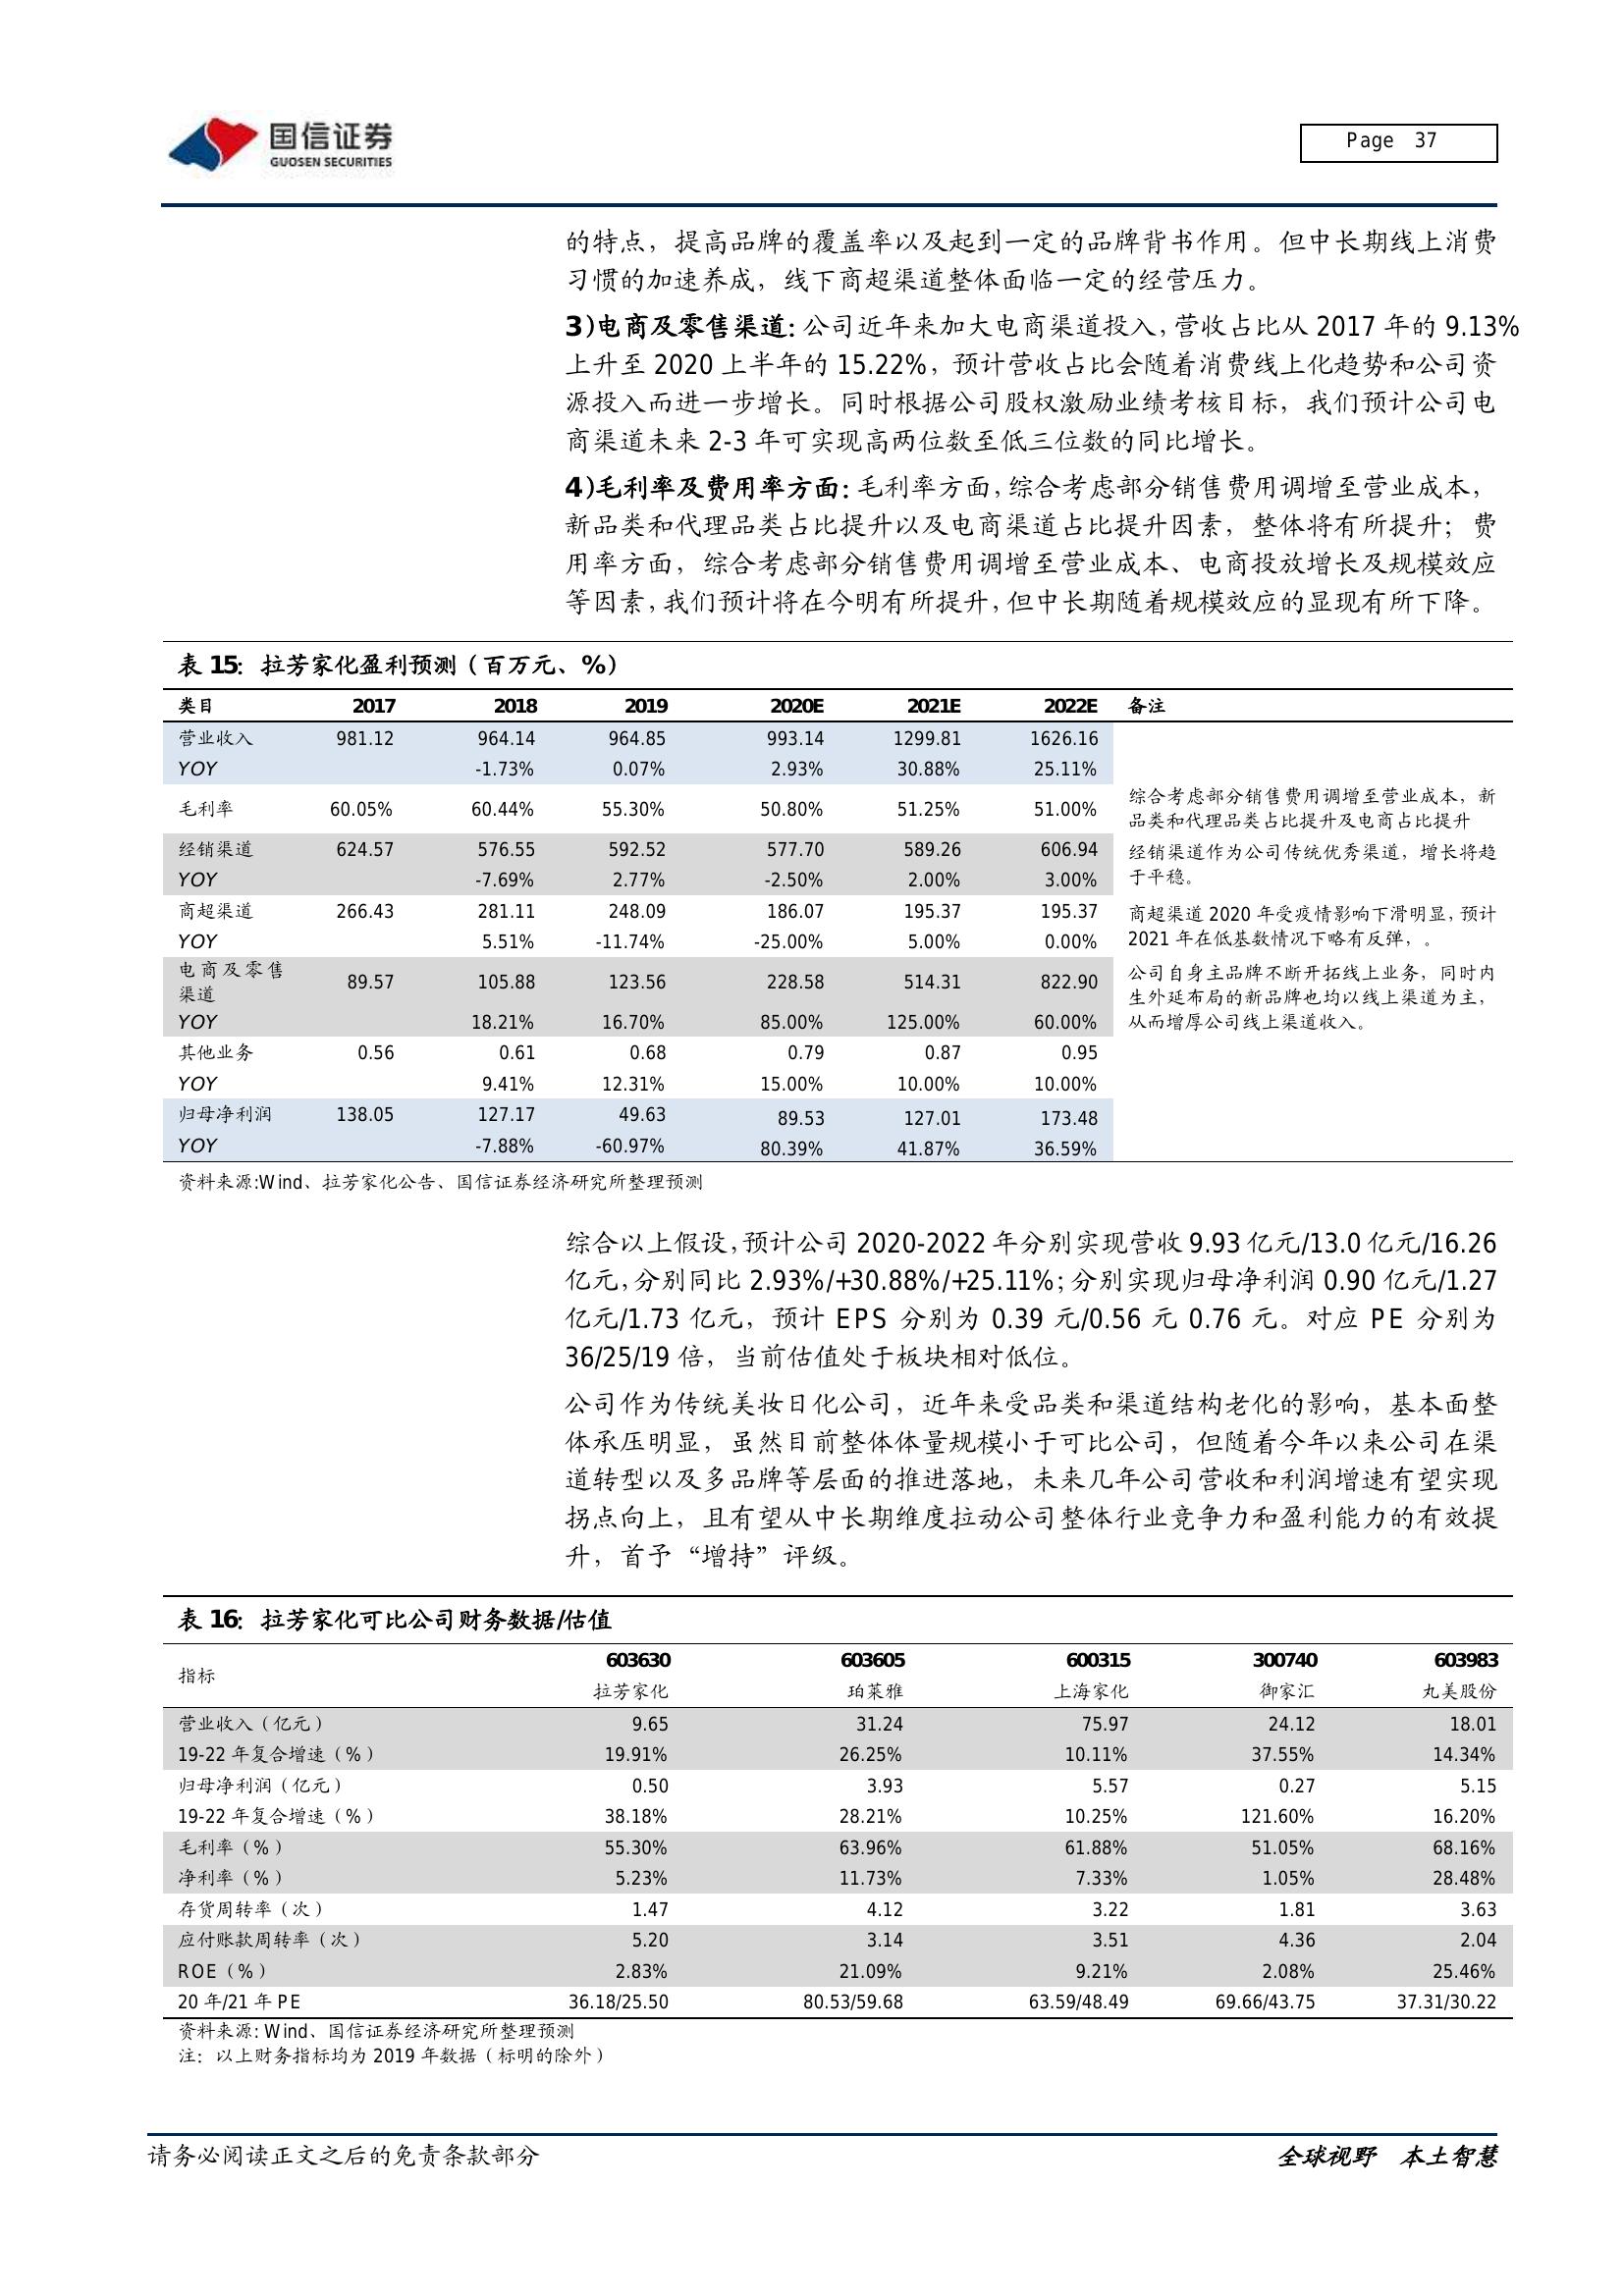 国信证券
GUOSEN SECURITIES
Page 37
的特点，提高品牌的覆盖率以及起到一定的品牌背书作用。但中长期线上消费
习惯的加速养成，线下商超渠道整体面临一定的经营压力。
3)电商及零售渠道：公司近年来加大电商渠道投入，营收占比从 2017 年的 9.13%
上升至 2020 上半年的 15.22%，预计营收占比会随着消费线上化趋势和公司资
源投入而进一步增长。同时根据公司股权激励业绩考核目标，我们预计公司电
商渠道未来 2-3 年可实现高两位数至低三位数的同比增长。
4)毛利率及费用率方面：毛利率方面，综合考虑部分销售费用调增至营业成本，
新品类和代理品类占比提升以及电商渠道占比提升因素，整体将有所提升；费
用率方面，综合考虑部分销售费用调增至营业成本、电商投放增长及规模效应
等因素，我们预计将在今明有所提升，但中长期随着规模效应的显现有所下降。
表 15：拉芳家化盈利预测（百万元、%）
类目 2017 2018 2019 2020E 2021E 2022E 备注
营业收入 981.12 964.14 964.85 993.14 1299.81 1626.16
YOY -1.73% 0.07% 2.93% 30.88% 25.11%
毛利率 60.05% 60.44% 55.30% 50.80% 51.25% 51.00% 综合考虑部分销售费用调增至营业成本，新
品类和代理品类占比提升及电商占比提升
经销渠道 624.57 576.55 592.52 577.70 589.26 606.94 经销渠道作为公司传统优秀渠道，增长将趋
YOY -7.69% 2.77% -2.50% 2.00% 3.00% 于平稳。
商超渠道 266.43 281.11 248.09 186.07 195.37 195.37 商超渠道 2020 年受疫情影响下滑明显，预计
YOY 5.51% -11.74% -25.00% 5.00% 0.00% 2021 年在低基数情况下略有反弹，。
电商及零售 公司自身主品牌不断开拓线上业务，同时内
渠道 89.57 105.88 123.56 228.58 514.31 822.90 生外延布局的新品牌也均以线上渠道为主，
YOY 18.21% 16.70% 85.00% 125.00% 60.00% 从而增厚公司线上渠道收入。
其他业务 0.56 0.61 0.68 0.79 0.87 0.95
YOY 9.41% 12.31% 15.00% 10.00% 10.00%
归母净利润 138.05 127.17 49.63 89.53 127.01 173.48
YOY -7.88% -60.97% 80.39% 41.87% 36.59%
资料来源:Wind、拉芳家化公告、国信证券经济研究所整理预测
综合以上假设，预计公司 2020-2022 年分别实现营收 9.93 亿元/13.0 亿元/16.26
亿元，分别同比 2.93%/+30.88%/+25.11%；分别实现归母净利润 0.90 亿元/1.27
亿元/1.73 亿元，预计 EPS 分别为 0.39 元/0.56 元 0.76 元。对应 PE 分别为
36/25/19 倍，当前估值处于板块相对低位。
公司作为传统美妆日化公司，近年来受品类和渠道结构老化的影响，基本面整
体承压明显，虽然目前整体体量规模小于可比公司，但随着今年以来公司在渠
道转型以及多品牌等层面的推进落地，未来几年公司营收和利润增速有望实现
拐点向上，且有望从中长期维度拉动公司整体行业竞争力和盈利能力的有效提
升，首予“增持”评级。
表 16：拉芳家化可比公司财务数据/估值
指标 603630 603605 600315 300740 603983
拉芳家化 珀莱雅 上海家化 御家汇 丸美股份
营业收入（亿元） 9.65 31.24 75.97 24.12 18.01
19-22 年复合增速（%） 19.91% 26.25% 10.11% 37.55% 14.34%
归母净利润（亿元） 0.50 3.93 5.57 0.27 5.15
19-22 年复合增速（%） 38.18% 28.21% 10.25% 121.60% 16.20%
毛利率（%） 55.30% 63.96% 61.88% 51.05% 68.16%
净利率（%） 5.23% 11.73% 7.33% 1.05% 28.48%
存货周转率（次） 1.47 4.12 3.22 1.81 3.63
应付账款周转率（次） 5.20 3.14 3.51 4.36 2.04
ROE（%） 2.83% 21.09% 9.21% 2.08% 25.46%
20 年/21 年 PE 36.18/25.50 80.53/59.68 63.59/48.49 69.66/43.75 37.31/30.22
资料来源: Wind、国信证券经济研究所整理预测
注：以上财务指标均为 2019 年数据（标明的除外）
请务必阅读正文之后的免责条款部分
全球视野 本土智慧